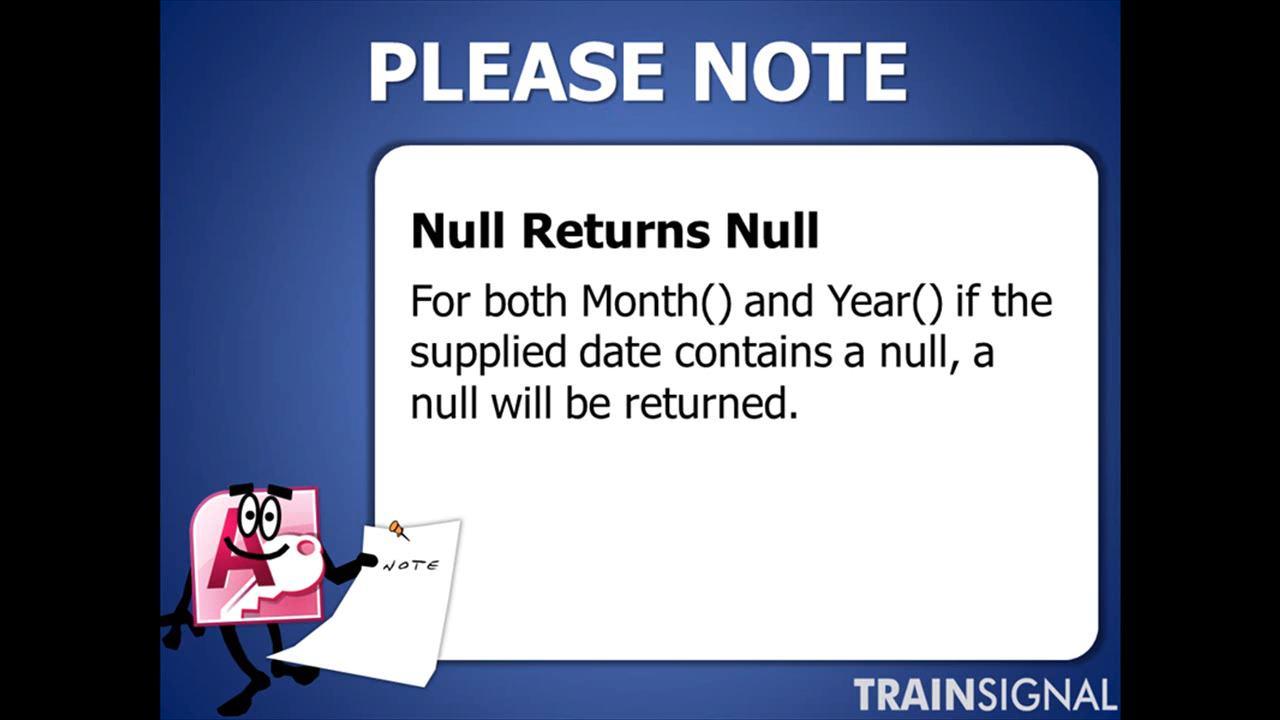 PLEASE NOTE
Null Returns Null
For both Month() and Year() if the
supplied date contains a null, a
null will be returned.
A
NOTE
TRAINSIGNAL